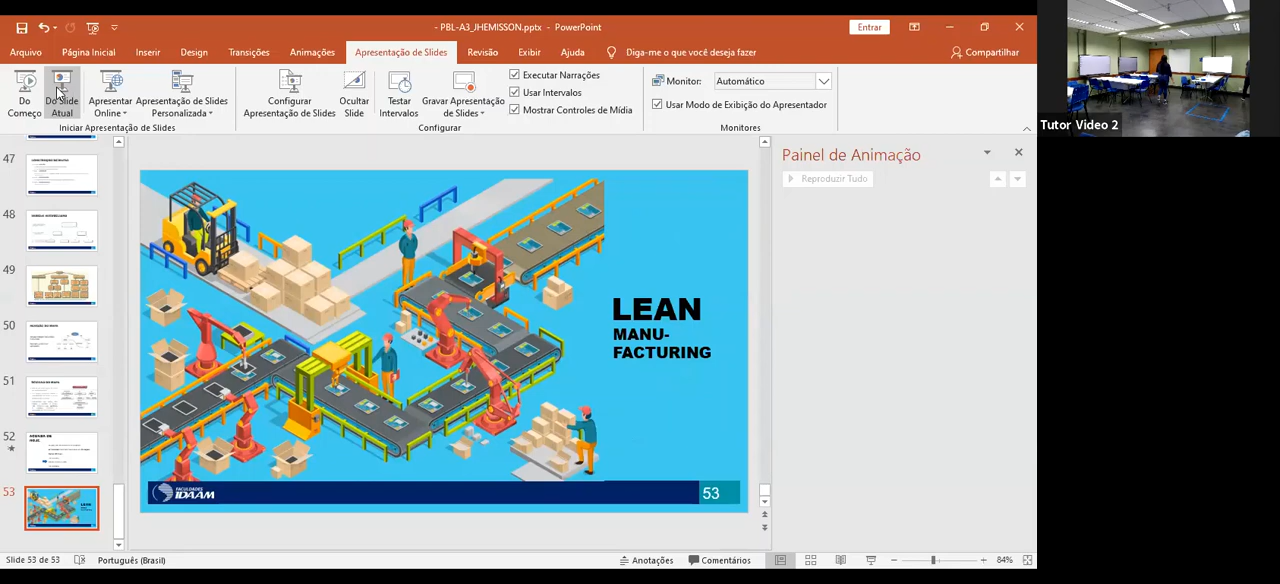 - PBL-A3_JHEMISSON.pptx - PowerPoint
Entrar
Arquivo Página Inicial Inserir Design Transições Animações Apresentação de Slides Revisão Exibir Ajuda Diga-me o que você deseja fazer Compartilhar
Do Começo
Do Slide Atual
Apresentar Online
Apresentação de Slides Personalizada
Iniciar Apresentação de Slides
Configurar Apresentação de Slides
Ocultar Slide
Testar Intervalos
Gravar Apresentação de Slides
Executar Narrações
Usar Intervalos
Mostrar Controles de Mídia
Configurar
Monitor: Automático
Usar Modo de Exibição do Apresentador
Monitores
Tutor Video 2
47
48
49
50
51
52
53
LEAN
MANU-
FACTURING
FACULDADES
IDAAM
53
Painel de Animação
Reproduzir Tudo
Slide 53 de 53 Português (Brasil) Anotações Comentários 84%